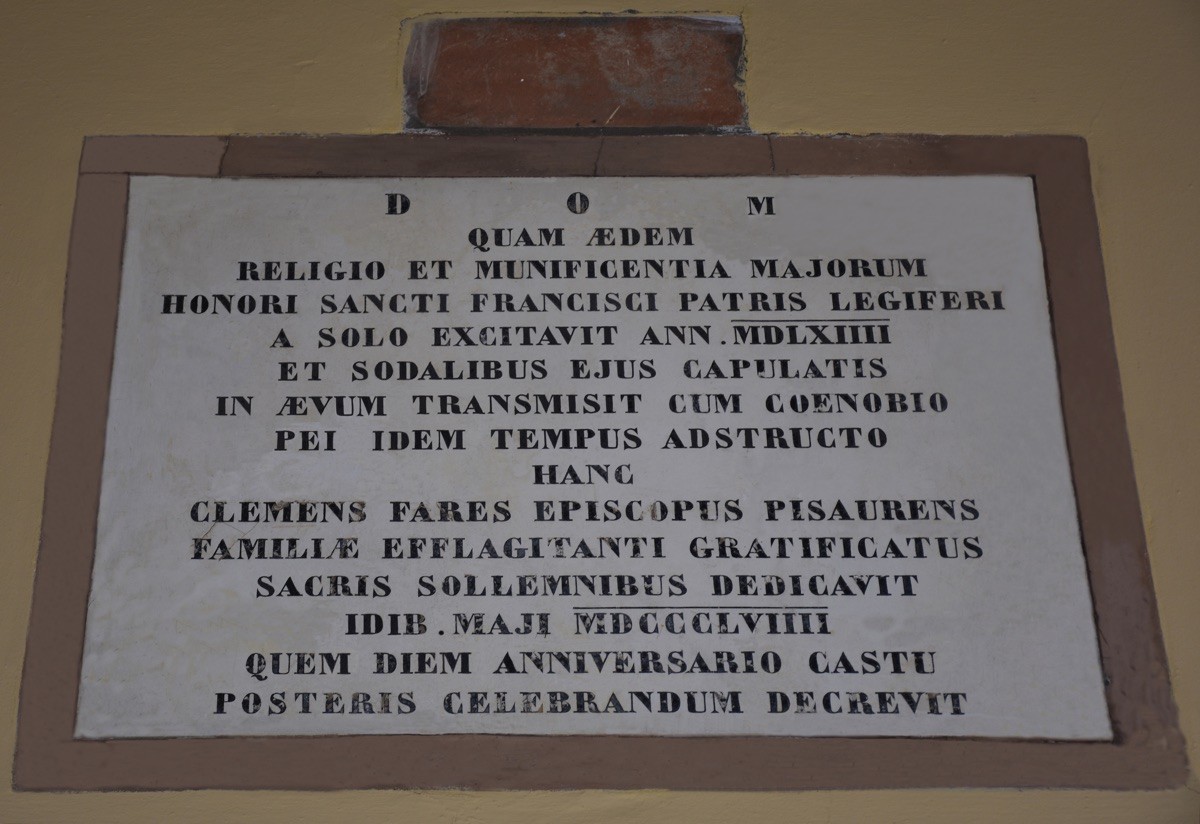 D O M
QUAM ÆDEM
RELIGIO ET MUNIFICENTIA MAJORUM
HONORI SANCTI FRANCISCI PATRIS LEGIFERI
A SOLO EXCITAVIT ANN . MDLXIIII
ET SODALIBUS EJUS CAPULATIS
IN ÆVUM TRANSMISIT CUM COENOBIO
PEI IDEM TEMPUS ADSTRUCTO
HANC
CLEMENS FARES EPISCOPUS PISAURENS
FAMILIÆ EFFLAGITANTI GRATIFICATUS
SACRIS SOLLEMNIBUS DEDICAVIT
IDIB . MAJI MDCCCLVIIII
QUEM DIEM ANNIVERSARIO CASTU
POSTERIS CELEBRANDUM DECREVIT